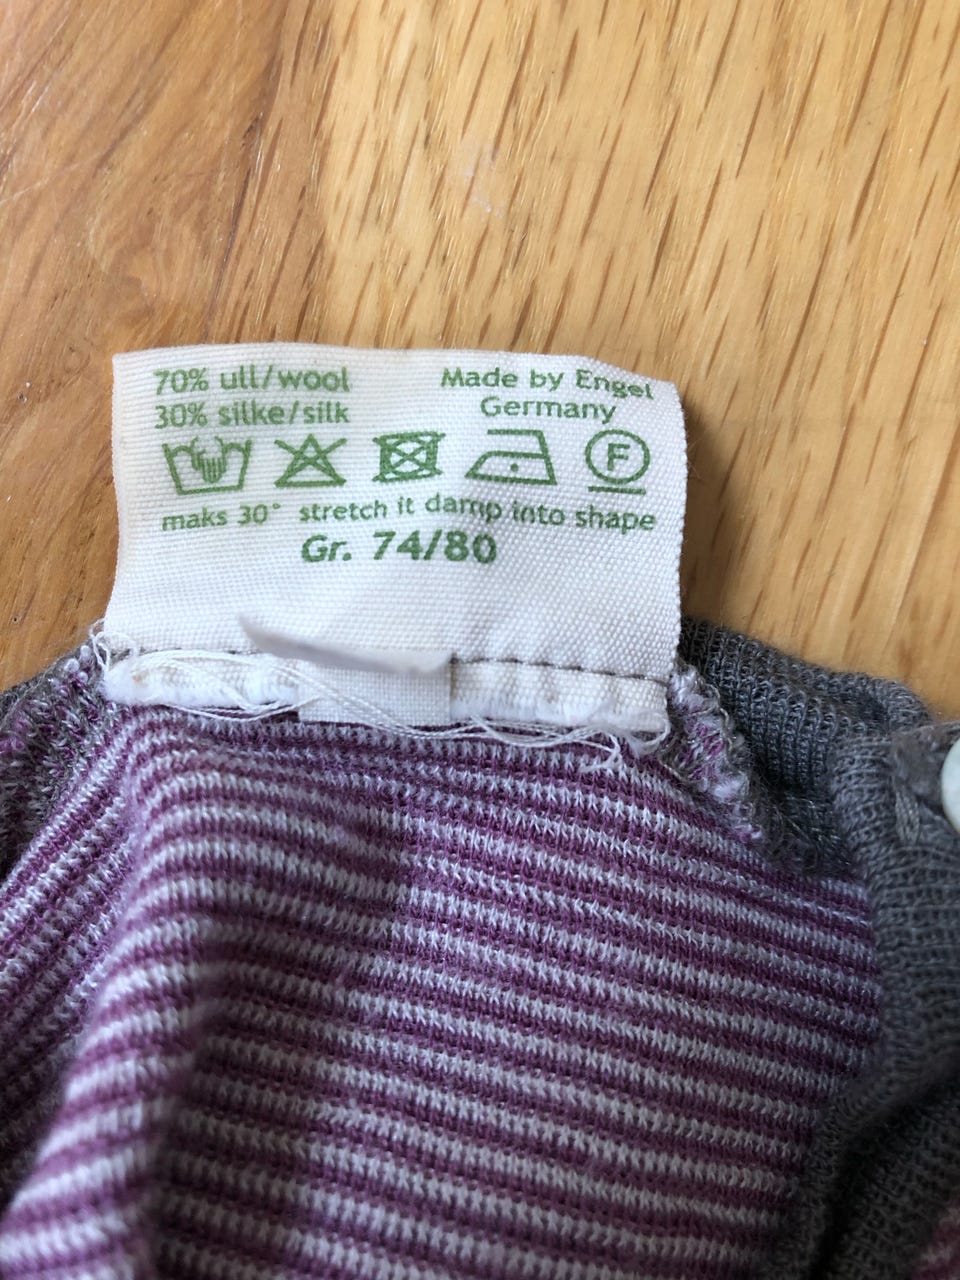 70% ull/wool
30% silke/silk
Made by Engel
Germany
F
maks 30° stretch it damp into shape
Gr. 74/80